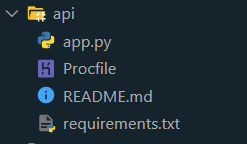 api
app.py
Procfile
README.md
requirements.txt